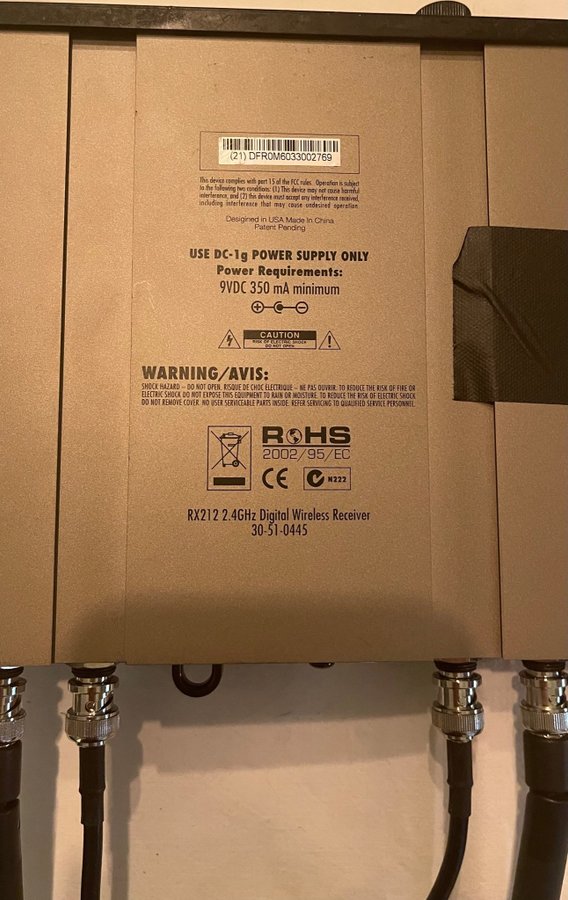 (21) DFR0M6033002769
This device complies with part 15 of the FCC rules. Operation is subject
to the following two conditions: (1) This device may not cause harmful
interference, and (2) this device must accept any interference received,
including interference that may cause undesired operation
Desigined in USA Made In China
Patent Pending
USE DC-1g POWER SUPPLY ONLY
Power Requirements:
9VDC 350 mA minimum
CAUTION
RISK OF ELECTRIC SHOCK
DO NOT OPEN
WARNING/AVIS:
SHOCK HAZARD – DO NOT OPEN. RISQUE DE CHOC ELECTRIQUE – NE PAS OUVRIR. TO REDUCE THE RISK OF FIRE OR
ELECTRIC SHOCK DO NOT EXPOSE THIS EQUIPMENT TO RAIN OR MOISTURE. TO REDUCE THE RISK OF ELECTRIC SHOCK
DO NOT REMOVE COVER. NO USER SERVICEABLE PARTS INSIDE. REFER SERVICING TO QUALIFIED SERVICE PERSONNEL.
RoHS
2002/95/EC
CE N222
RX212 2.4GHz Digital Wireless Receiver
30-51-0445